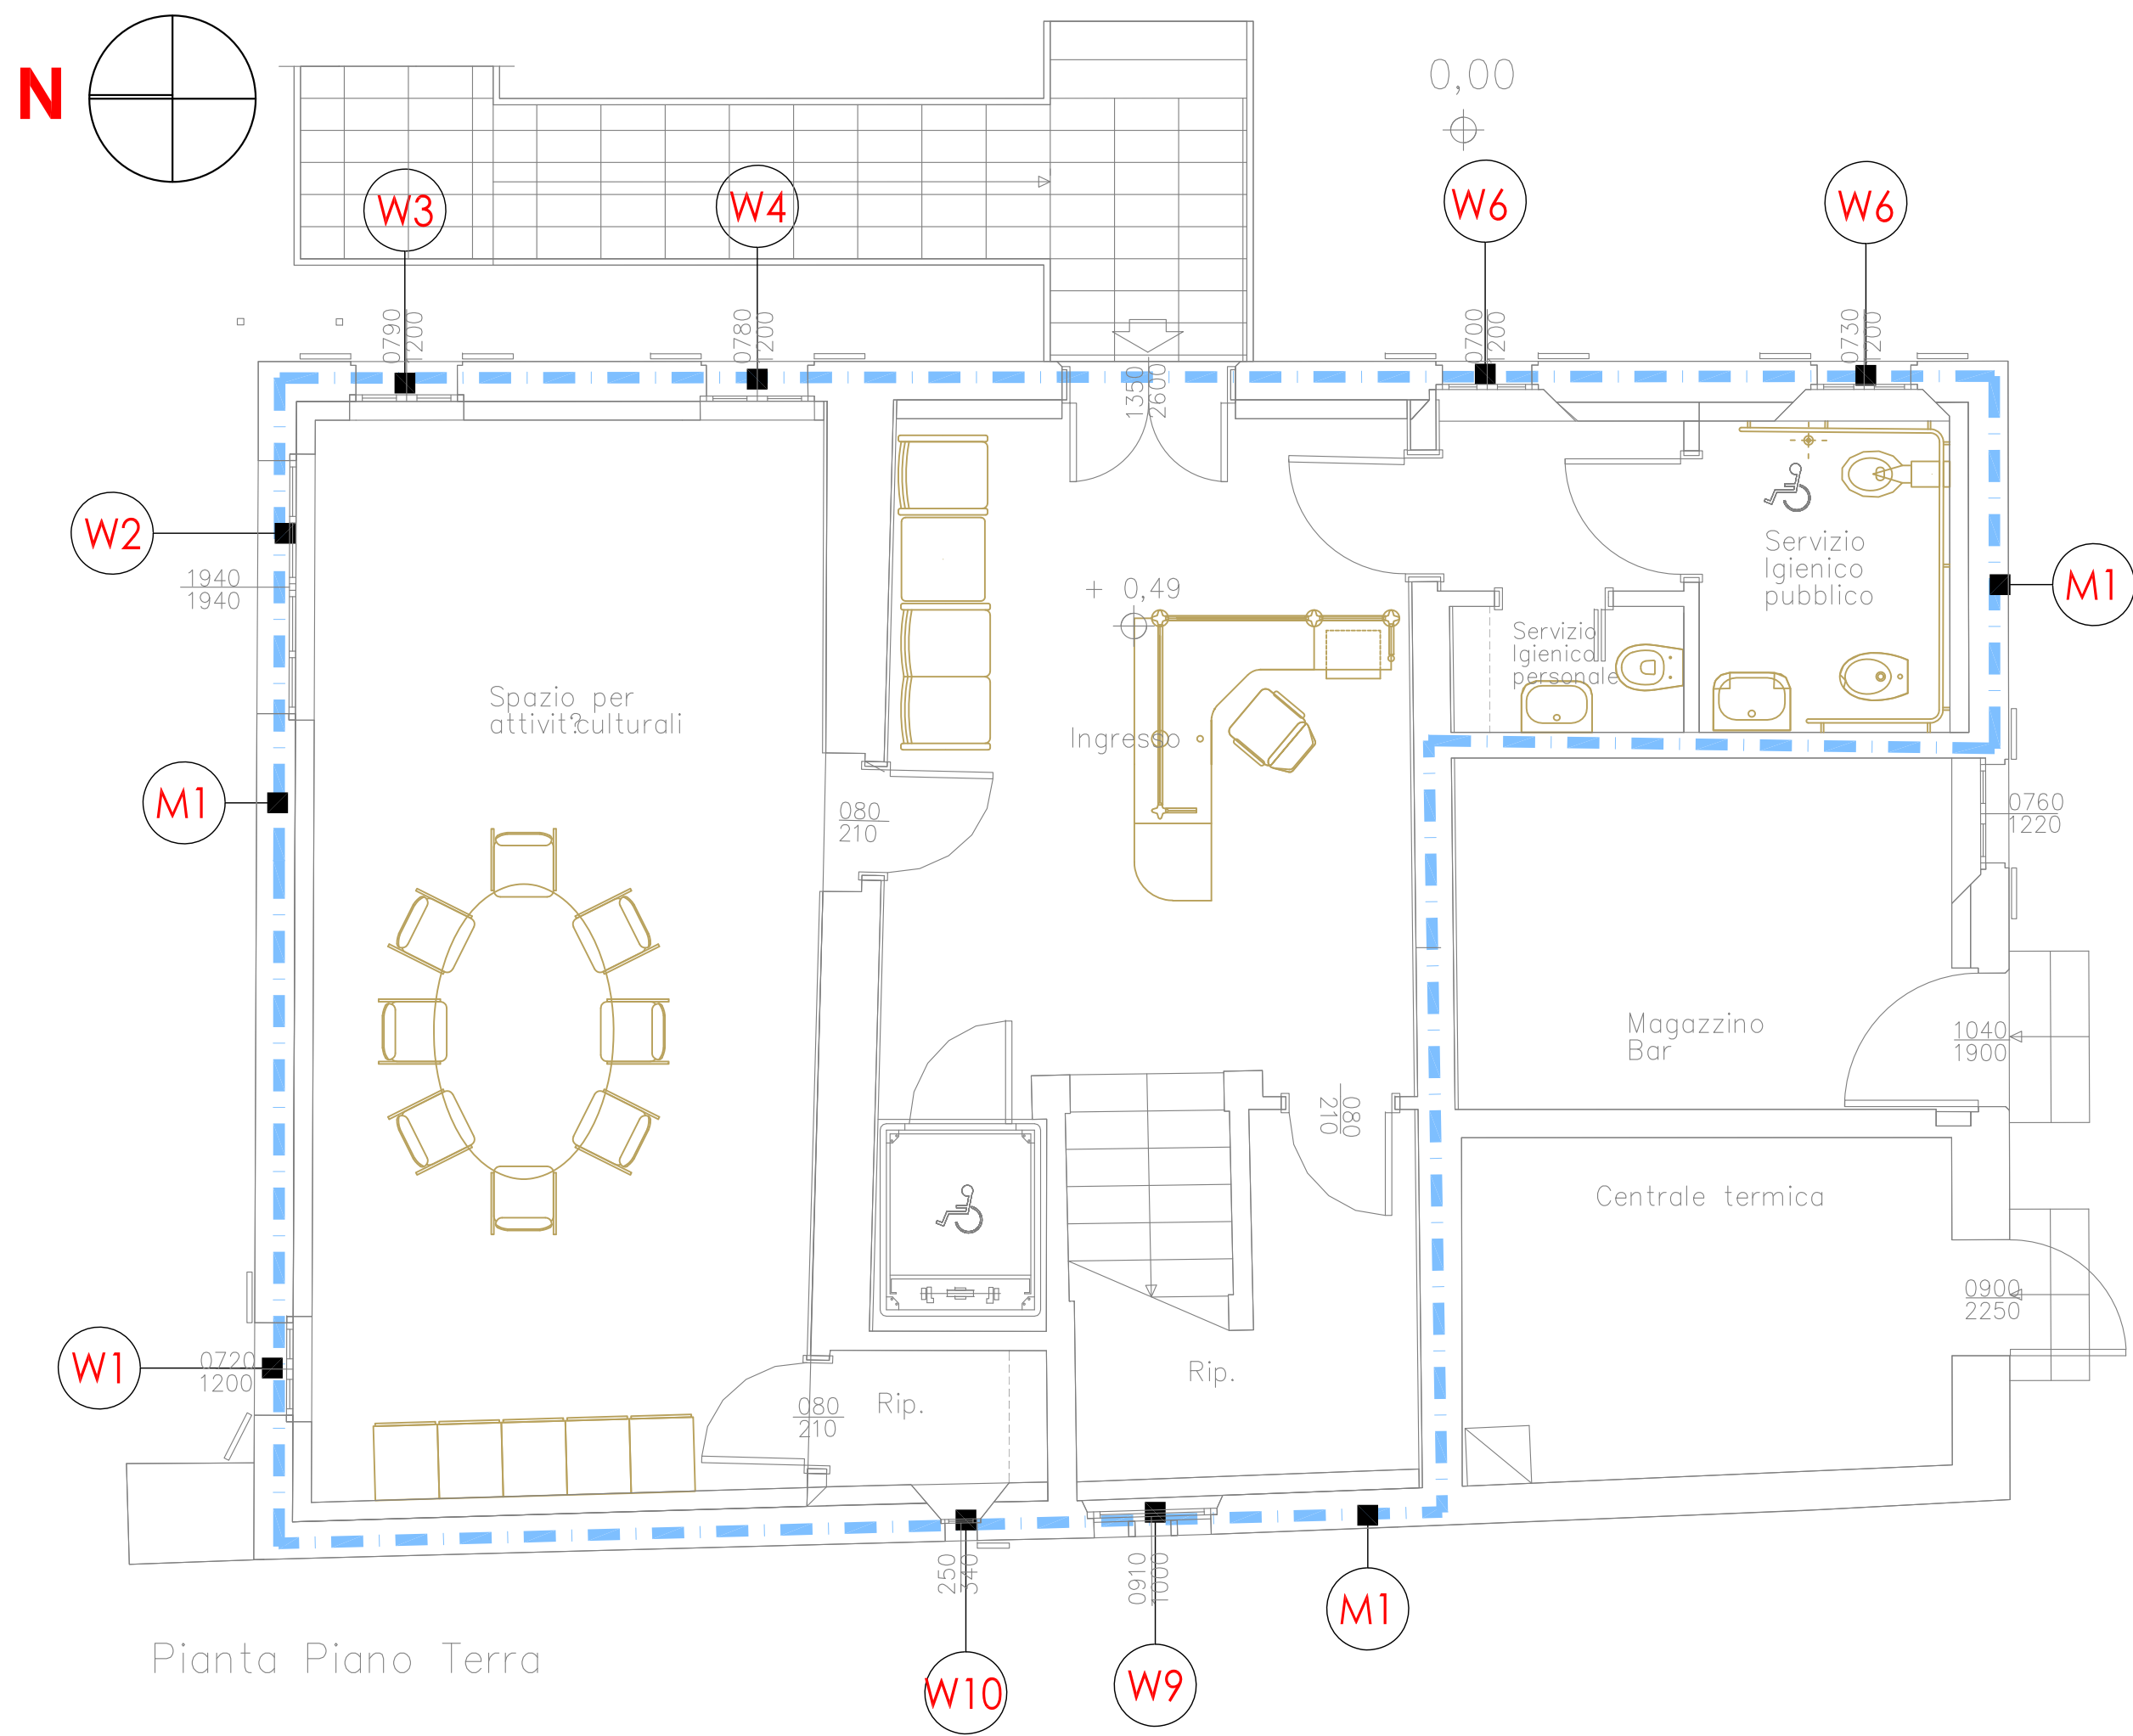 N
0,00
W3
W4
W6
W6
0790
1200
0780
1200
1350
2600
0700
1200
0730
1200
W2
1940
1940
Servizio
Igienico
pubblico
M1
+ 0,49
Servizio
Igienico
personale
Spazio per
attivit?culturali
Ingresso
M1
080
210
0760
1220
Magazzino
Bar
1040
1900
080
210
Centrale termica
0900
2250
W1
0720
1200
Rip.
Rip.
080
210
250
340
0910
1000
M1
W10
W9
Pianta Piano Terra